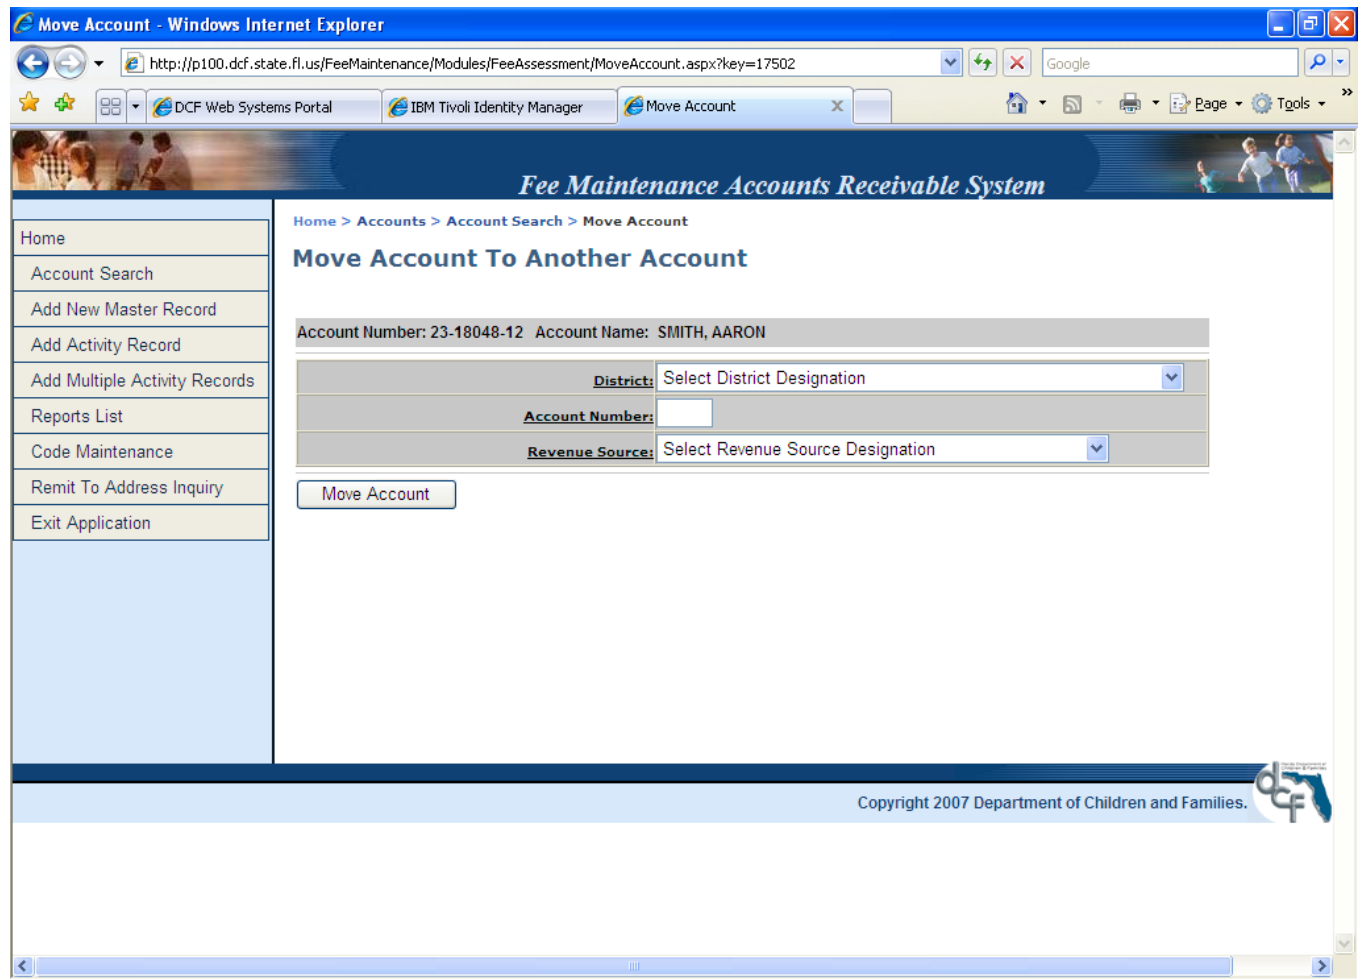 Move Account - Windows Internet Explorer
http://p100.dcf.state.fl.us/FeeMaintenance/Modules/FeeAssessment/MoveAccount.aspx?key=17502
Google
DCF Web Systems Portal
IBM Tivoli Identity Manager
Move Account
Page
Tools
Fee Maintenance Accounts Receivable System
Home > Accounts > Account Search > Move Account
Move Account To Another Account
Home
Account Search
Add New Master Record
Add Activity Record
Add Multiple Activity Records
Reports List
Code Maintenance
Remit To Address Inquiry
Exit Application
Account Number: 23-18048-12 Account Name: SMITH, AARON
District: Select District Designation
Account Number:
Revenue Source: Select Revenue Source Designation
Move Account
Copyright 2007 Department of Children and Families.
dcf